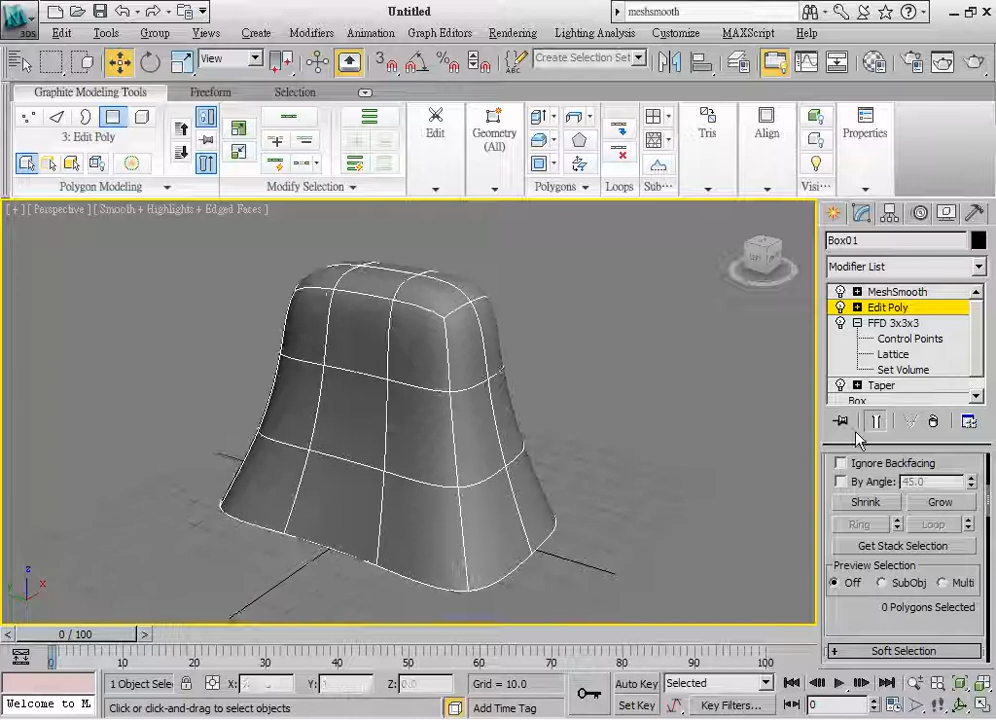 Untitled
meshsmooth
3DS
Edit Tools Group Views Create Modifiers Animation Graph Editors Rendering Lighting Analysis Customize MAXScript Help
View
3
%
ABC
Create Selection Set
Graphite Modeling Tools Freeform Selection
3: Edit Poly
Edit
Geometry
(All)
Tris
Align
Properties
Polygon Modeling
Modify Selection
Polygons
Loops
Sub...
Visi...
[ + ] [ Perspective ] [ Smooth + Highlights + Edged Faces ]
Box01
Modifier List
MeshSmooth
Edit Poly
FFD 3x3x3
Control Points
Lattice
Set Volume
Taper
Box
Ignore Backfacing
By Angle: 45.0
Shrink Grow
Ring Loop
Get Stack Selection
Preview Selection
Off SubObj Multi
0 Polygons Selected
+ Soft Selection
z
x
< 0 / 100 >
0 10 20 30 40 50 60 70 80 90 100
1 Object Sele
X:
Y:
Z: 0.0
Grid = 10.0
Auto Key
Selected
Welcome to M
Click or click-and-drag to select objects
Add Time Tag
Set Key
Key Filters...
0